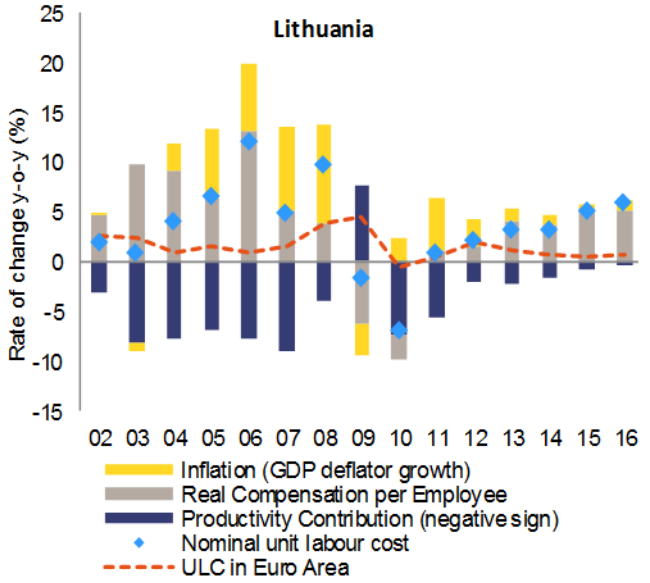 Lithuania
Rate of change y-o-y (%)
25
20
15
10
5
0
-5
-10
-15
02 03 04 05 06 07 08 09 10 11 12 13 14 15 16
Inflation (GDP deflator growth)
Real Compensation per Employee
Productivity Contribution (negative sign)
Nominal unit labour cost
ULC in Euro Area